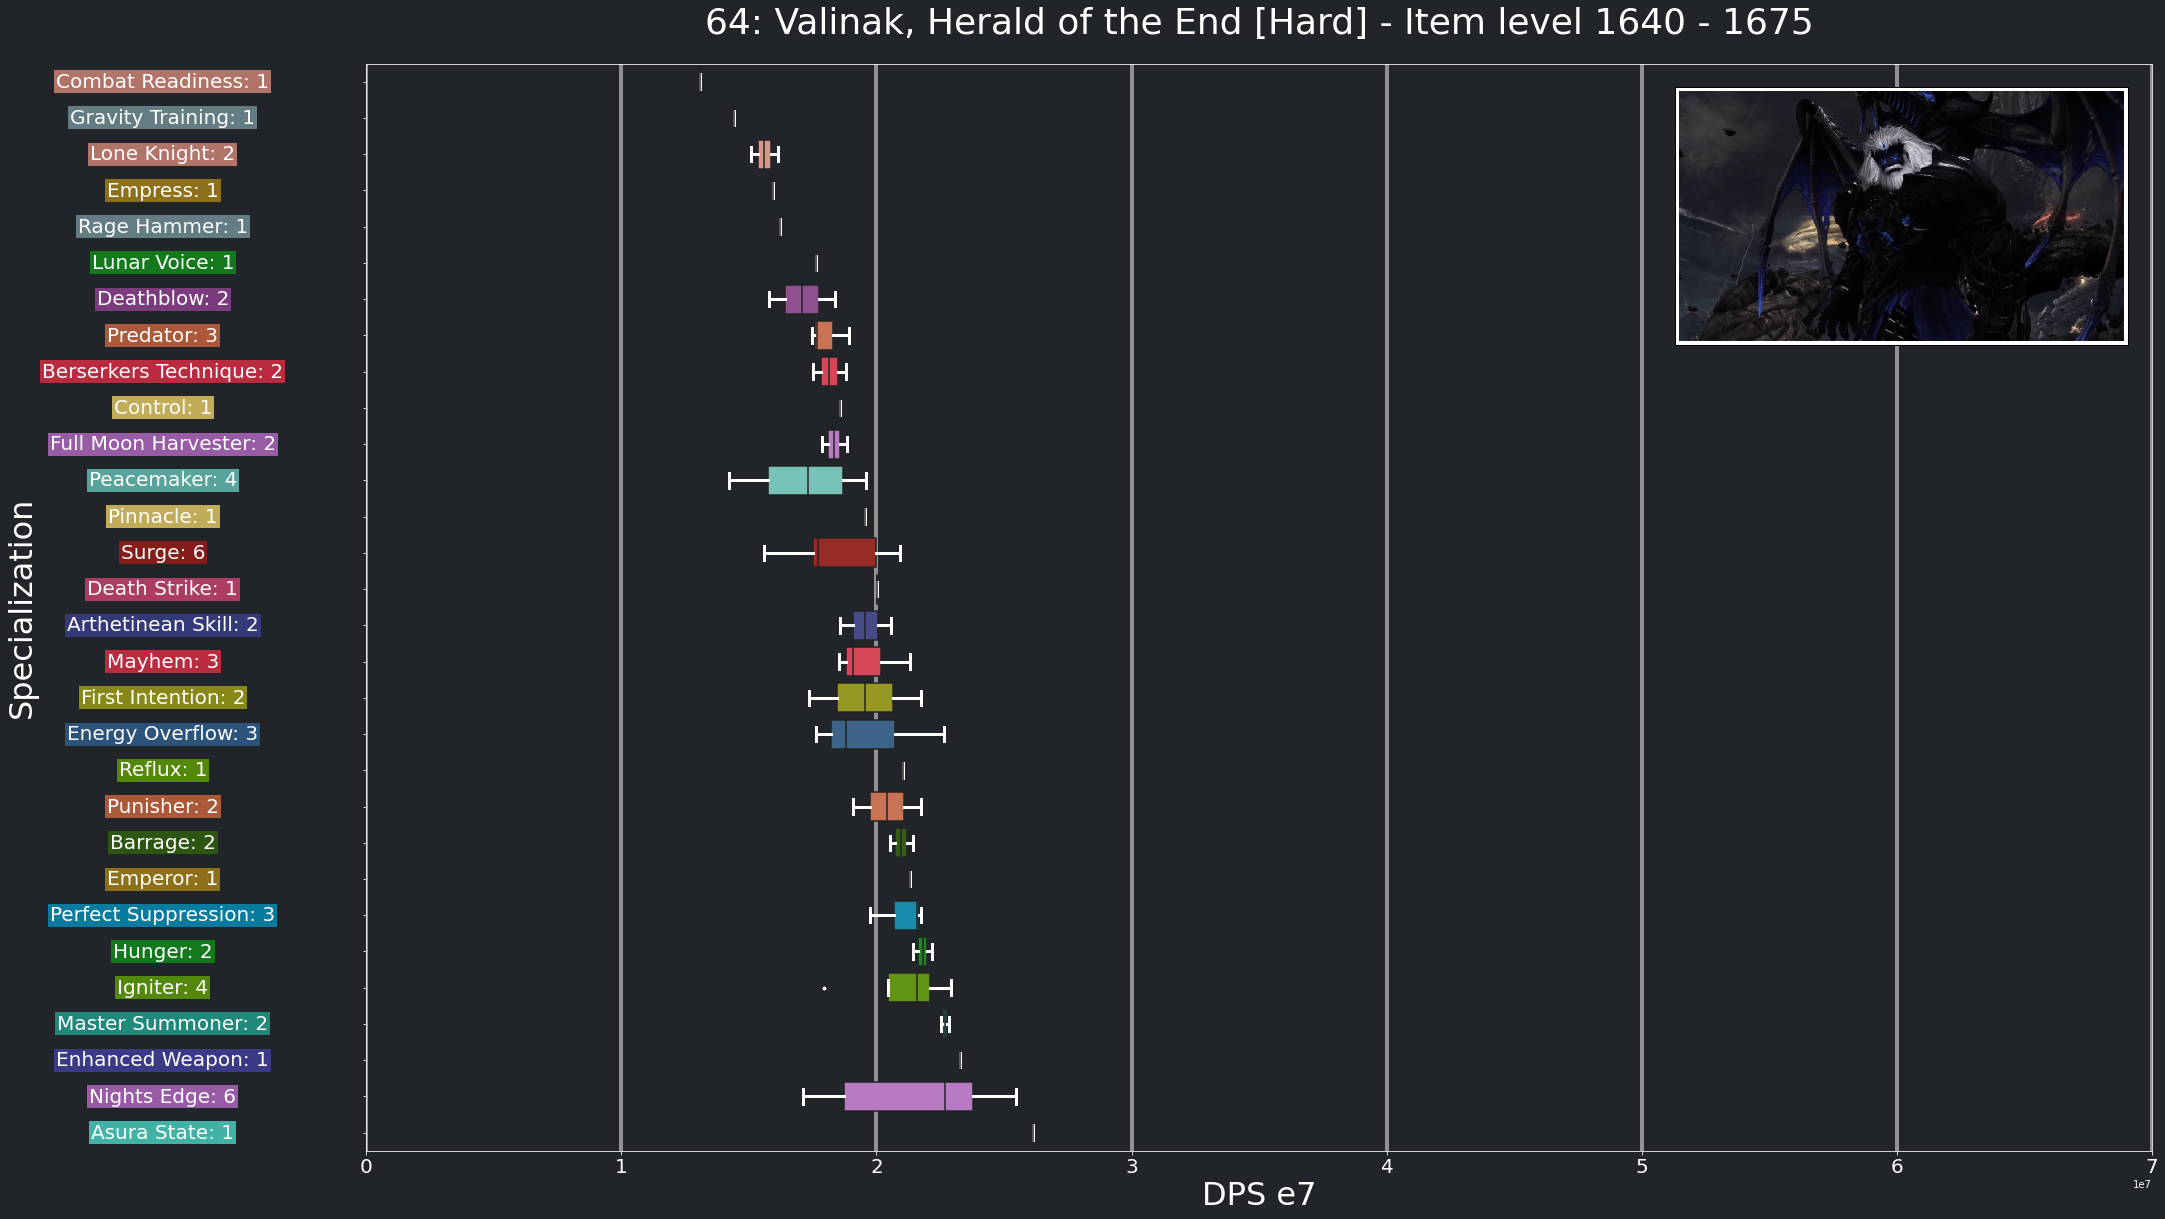 64: Valinak, Herald of the End [Hard] - Item level 1640 - 1675
Combat Readiness: 1
Gravity Training: 1
Lone Knight: 2
Empress: 1
Rage Hammer: 1
Lunar Voice: 1
Deathblow: 2
Predator: 3
Berserkers Technique: 2
Control: 1
Full Moon Harvester: 2
Peacemaker: 4
Pinnacle: 1
Surge: 6
Death Strike: 1
Arthetinean Skill: 2
Mayhem: 3
First Intention: 2
Energy Overflow: 3
Reflux: 1
Punisher: 2
Barrage: 2
Emperor: 1
Perfect Suppression: 3
Hunger: 2
Igniter: 4
Master Summoner: 2
Enhanced Weapon: 1
Nights Edge: 6
Asura State: 1
Specialization
0 1 2 3 4 5 6 7
1e7
DPS e7